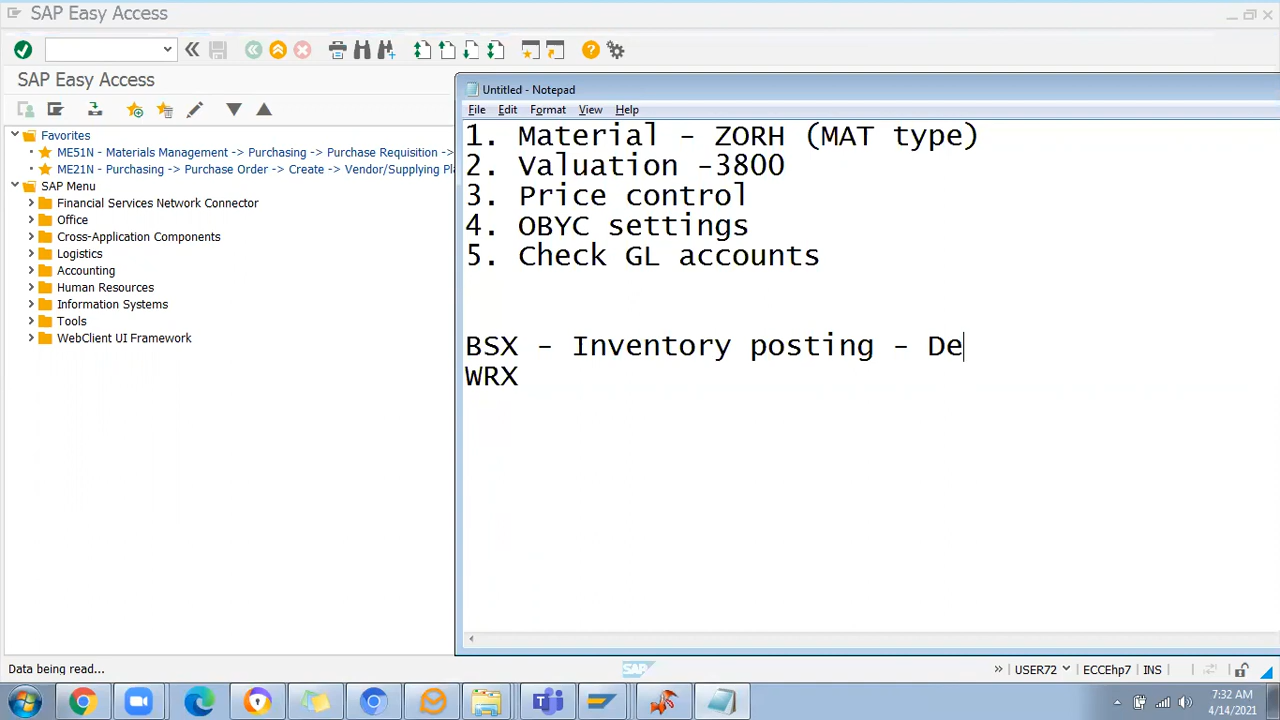 SAP Easy Access
SAP Easy Access
Favorites
ME51N - Materials Management -> Purchasing -> Purchase Requisition ->
ME21N - Purchasing -> Purchase Order -> Create -> Vendor/Supplying Pla
SAP Menu
Financial Services Network Connector
Office
Cross-Application Components
Logistics
Accounting
Human Resources
Information Systems
Tools
WebClient UI Framework
Untitled - Notepad
File Edit Format View Help
1. Material - ZORH (MAT type)
2. Valuation -3800
3. Price control
4. OBYC settings
5. Check GL accounts
BSX - Inventory posting - De
WRX
Data being read...
SAP
» USER72 ECCEhp7 INS
7:32 AM
4/14/2021